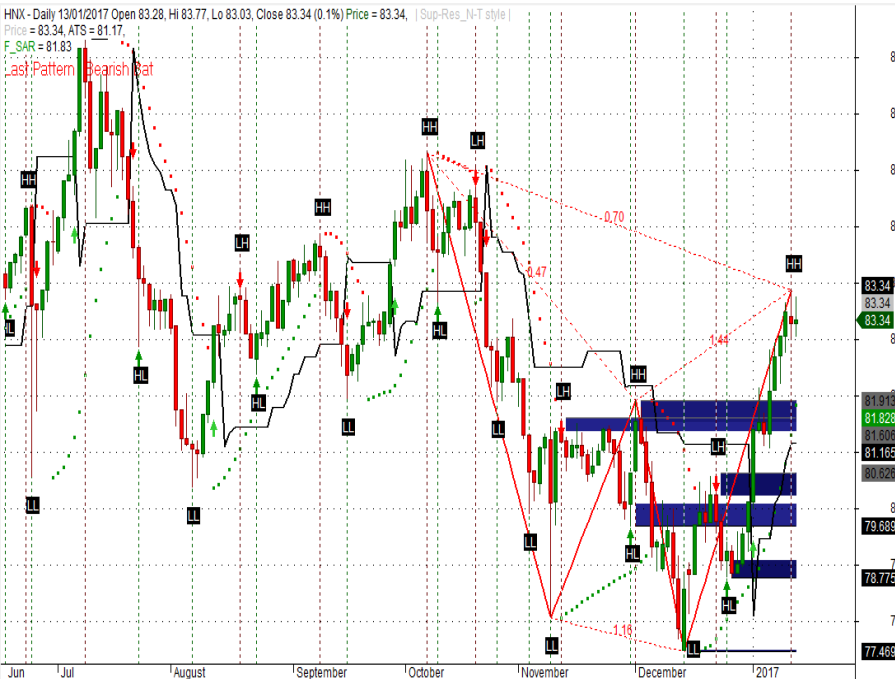 HNX - Daily 13/01/2017 Open 83.28, Hi 83.77, Lo 83.03, Close 83.34 (0.1%) Price = 83.34, | Sup-Res_N-T style |
Price = 83.34, ATS = 81.17,
F_SAR = 81.83
Last Pattern Bearish Bat
HH
LH
HH
HH
HH
LH
0.70
HH
0.47
83.34
83.34
HL
83.34
HL
1.44
HL
HH
LH
HL
81.913
LL
LL
81.828
81.606
LH
81.165
80.626
LL
LL
79.689
LL
HL
78.775
HL
1.16
LL
LL
77.469
Jun
Jul
August
September
October
November
December
2017